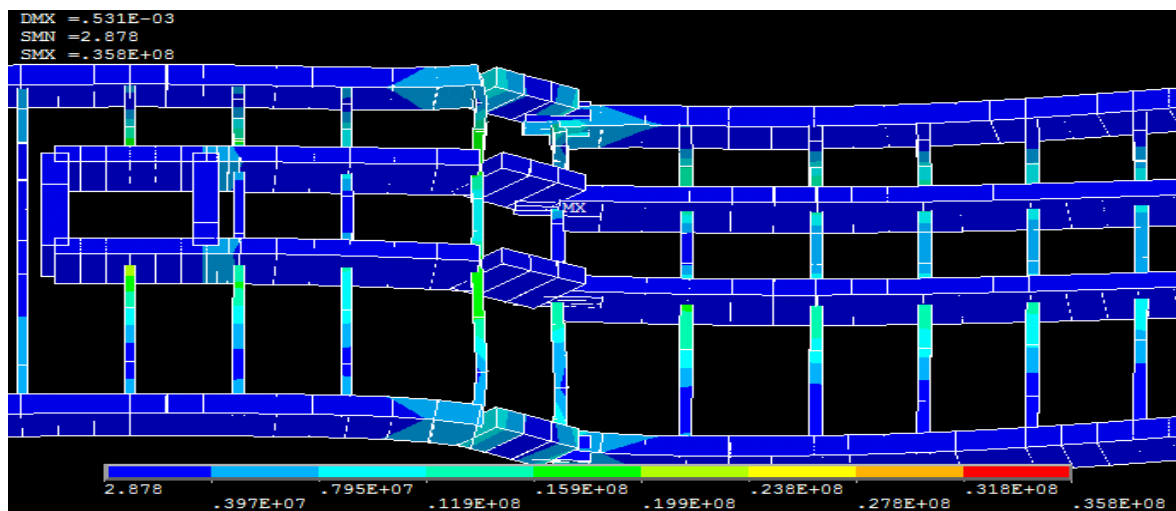 DMX =.531E-03
SMN =2.878
SMX =.358E+08
MX
2.878 .795E+07 .159E+08 .238E+08 .318E+08
.397E+07 .119E+08 .199E+08 .278E+08 .358E+08